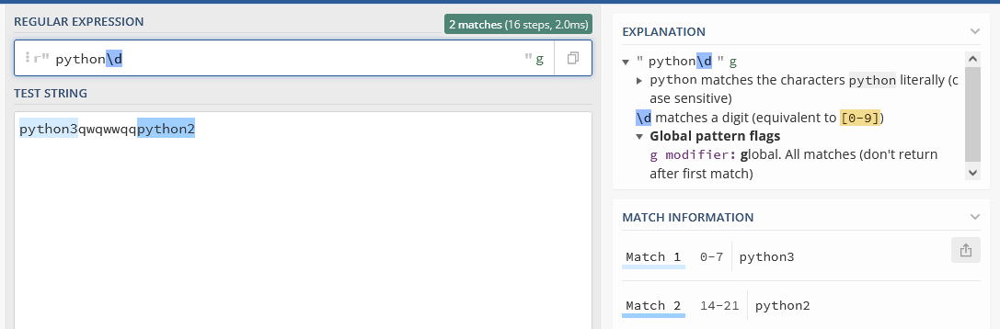 REGULAR EXPRESSION
2 matches (16 steps, 2.0ms)
r" python\d " g
TEST STRING
python3qwqwwqqpython2
EXPLANATION
" python\d " g
python matches the characters python literally (c
ase sensitive)
\d matches a digit (equivalent to [0-9])
Global pattern flags
g modifier: global. All matches (don't return
after first match)
MATCH INFORMATION
Match 1 0-7 python3
Match 2 14-21 python2